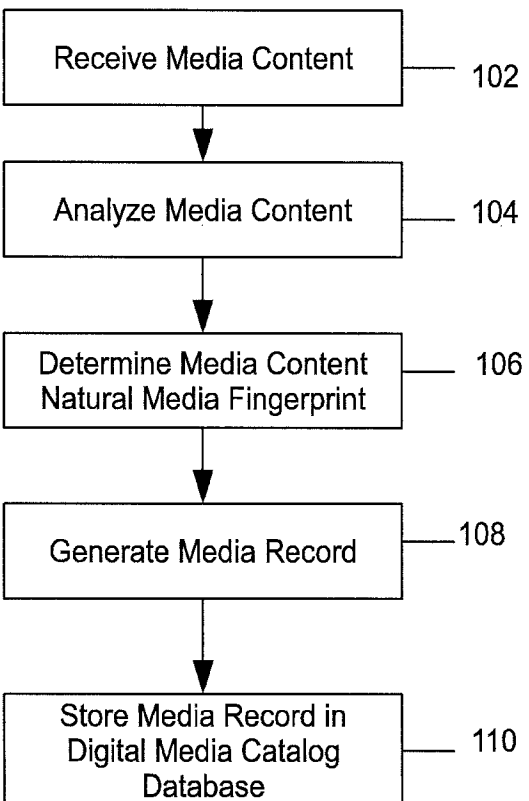 Receive Media Content
102
Analyze Media Content
104
Determine Media Content
Natural Media Fingerprint
106
Generate Media Record
108
Store Media Record in
Digital Media Catalog
Database
110